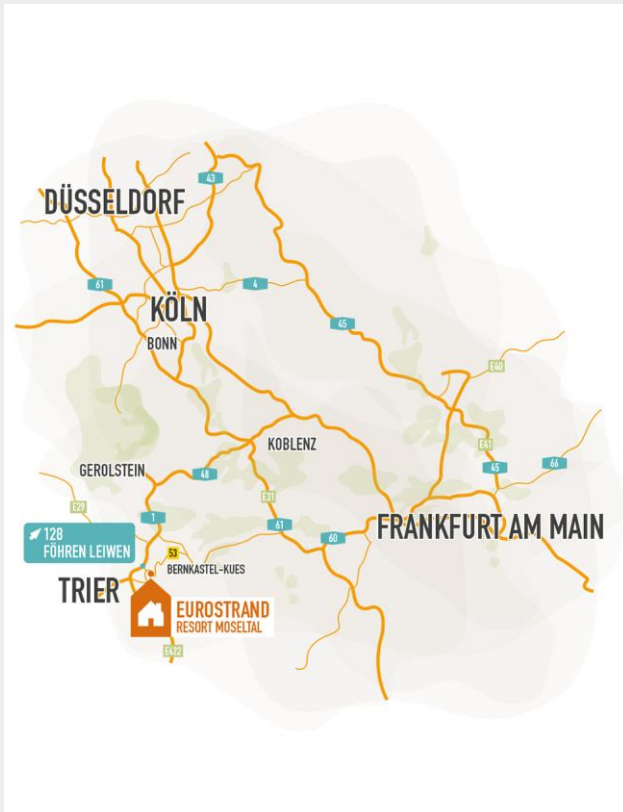 43
DÜSSELDORF
61
4
KÖLN
45
BONN
E40
KOBLENZ
E41
GEROLSTEIN
48
45
66
E31
E29
1
61
60
FRANKFURT AM MAIN
128
FÖHREN LEIWEN
53
BERNKASTEL-KUES
TRIER
EUROSTRAND
RESORT MOSELTAL
E422